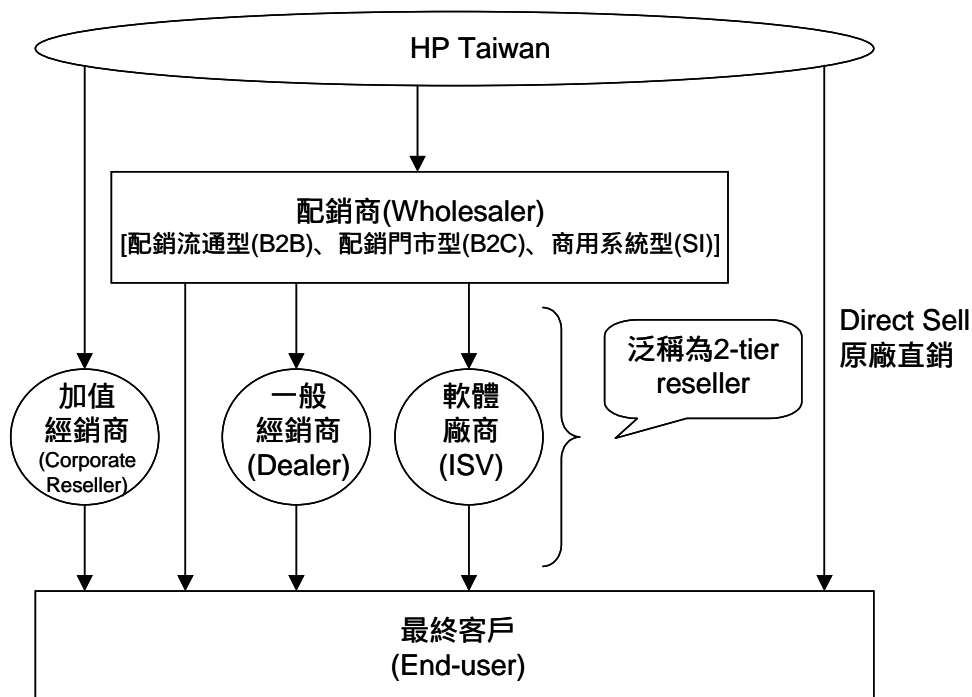 HP Taiwan
配銷商(Wholesaler)
[配銷流通型(B2B)、配銷門市型(B2C)、商用系統型(SI)]
Direct Sell
原廠直銷
泛稱為2-tier
reseller
加值
經銷商
(Corporate
Reseller)
一般
經銷商
(Dealer)
軟體
廠商
(ISV)
最終客戶
(End-user)